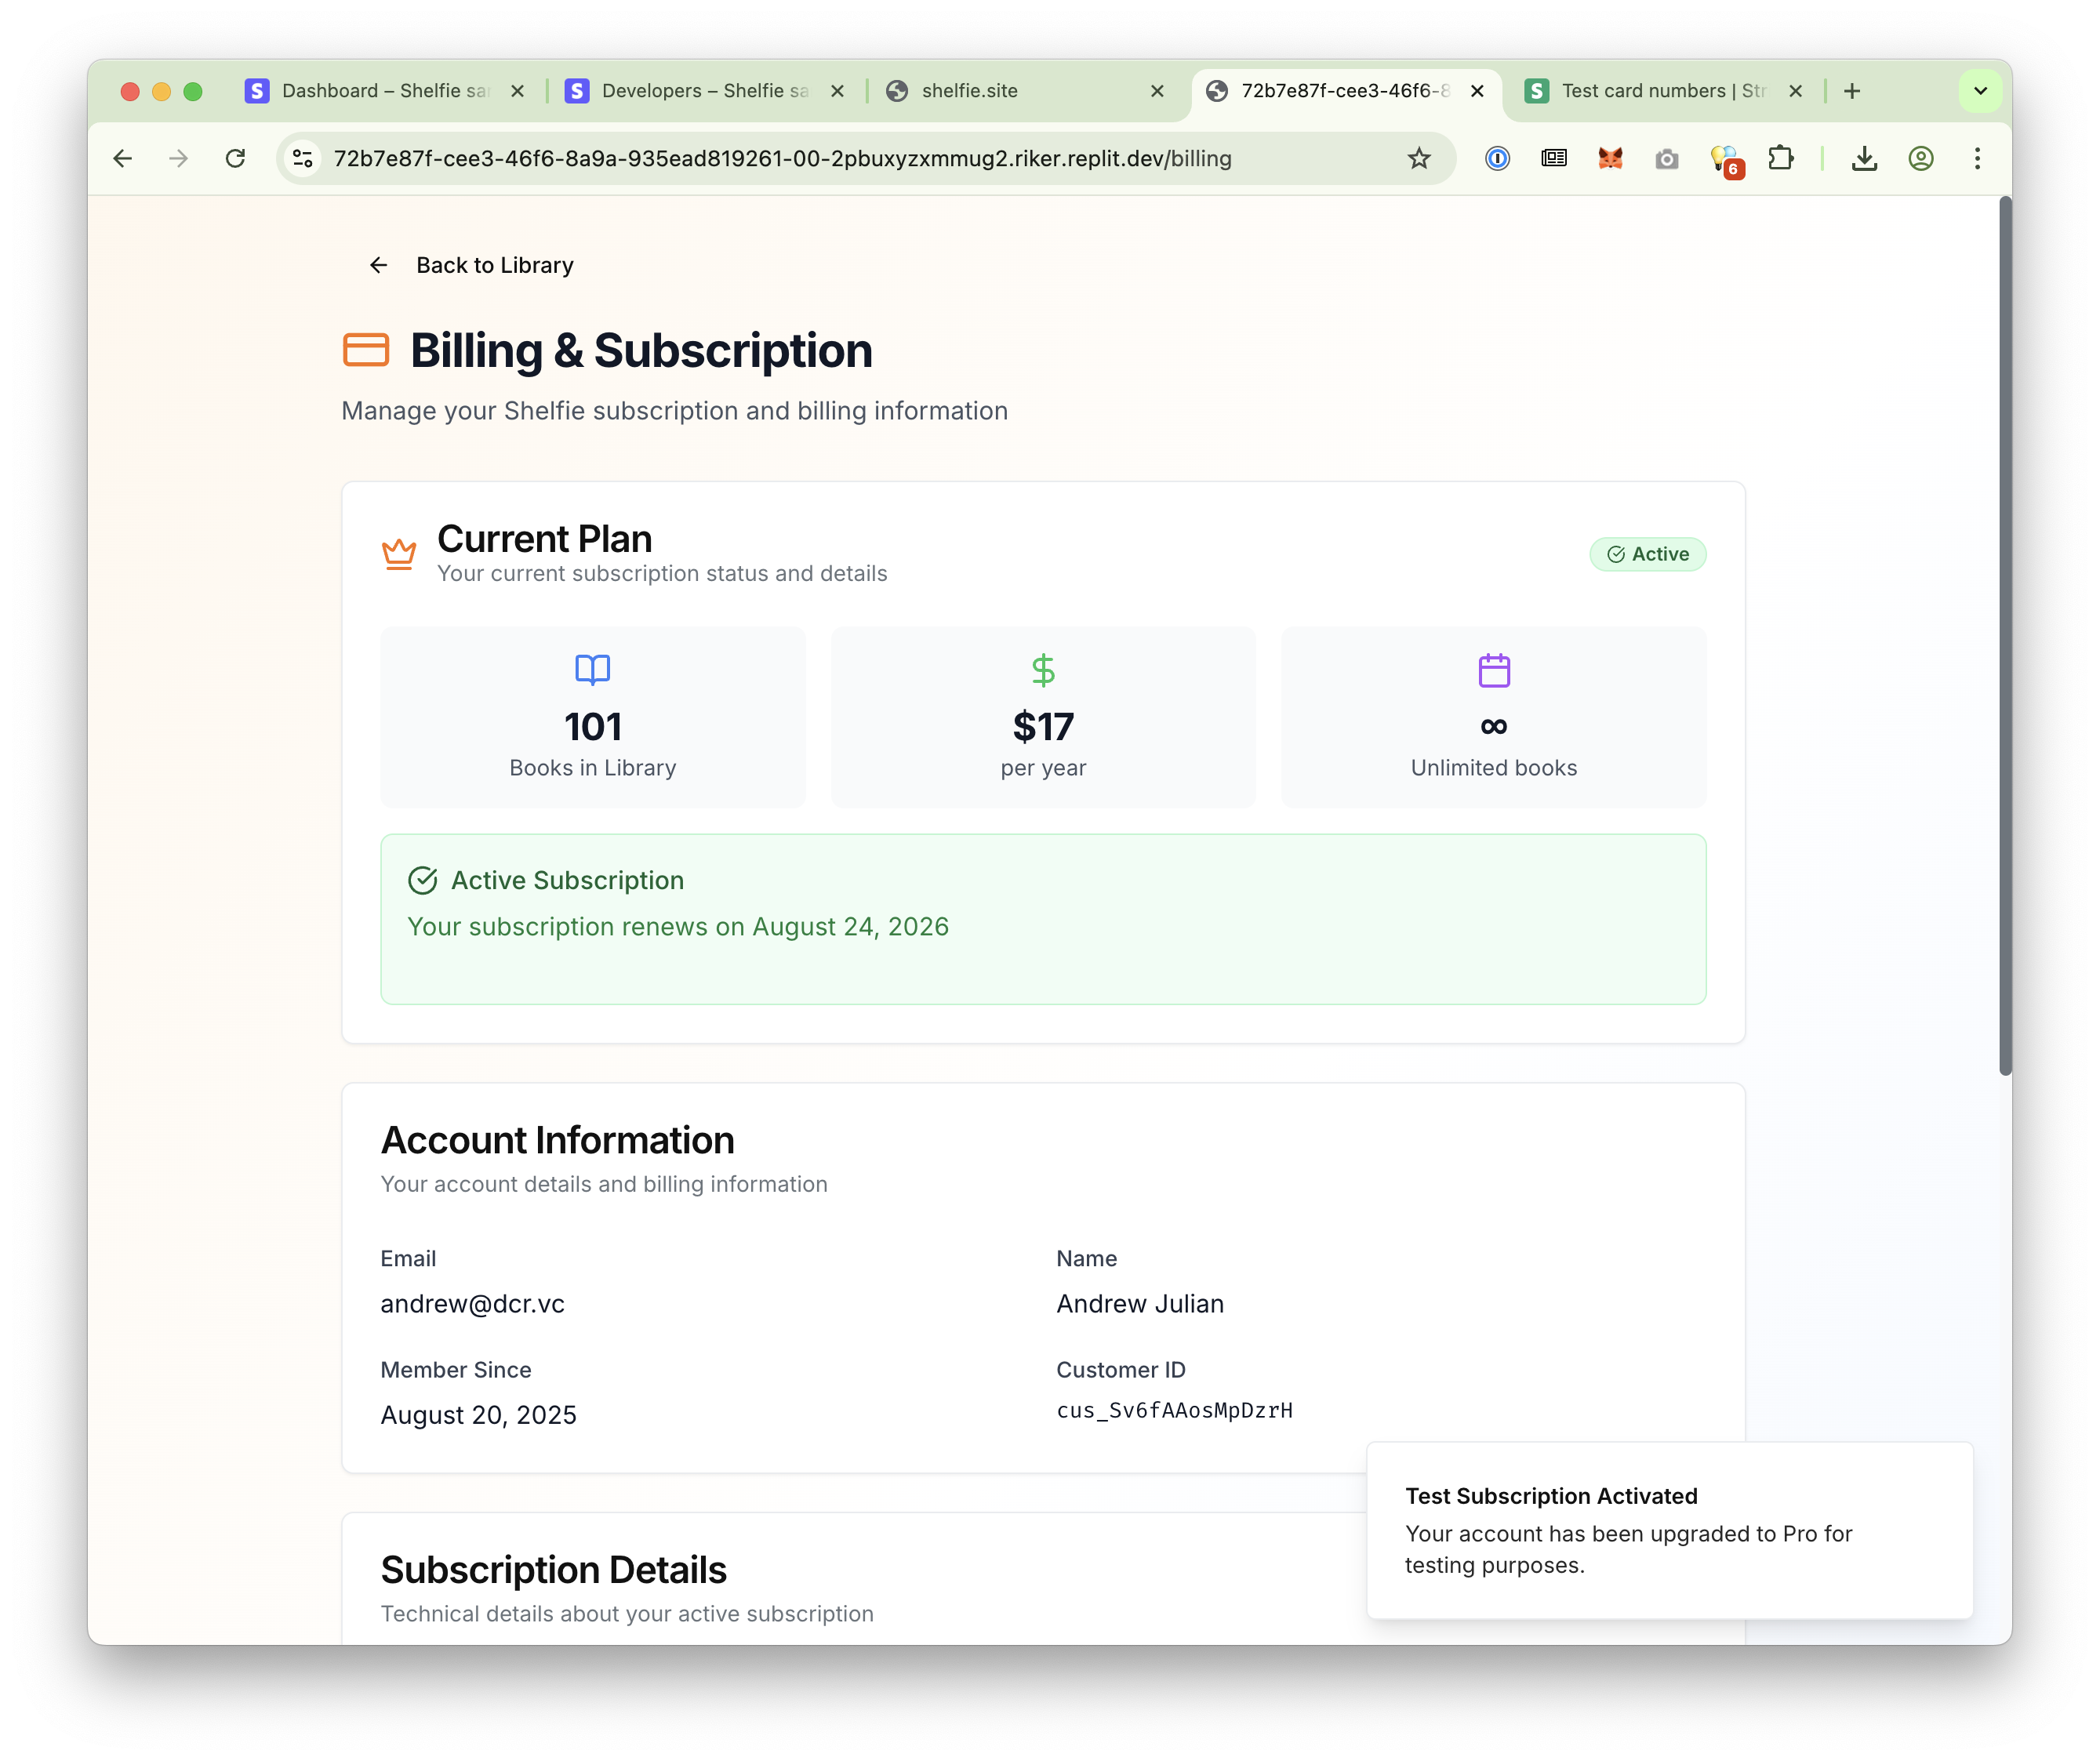 Dashboard – Shelfie sa
Developers – Shelfie sa
shelfie.site
72b7e87f-cee3-46f6-8
Test card numbers | Str
72b7e87f-cee3-46f6-8a9a-935ead819261-00-2pbuxyzxmmug2.riker.replit.dev/billing
6
Back to Library
Billing & Subscription
Manage your Shelfie subscription and billing information
Current Plan
Your current subscription status and details
Active
101
Books in Library
$17
per year
∞
Unlimited books
Active Subscription
Your subscription renews on August 24, 2026
Account Information
Your account details and billing information
Email
andrew@dcr.vc
Name
Andrew Julian
Member Since
August 20, 2025
Customer ID
cus_Sv6fAAosMpDzrH
Subscription Details
Technical details about your active subscription
Test Subscription Activated
Your account has been upgraded to Pro for
testing purposes.